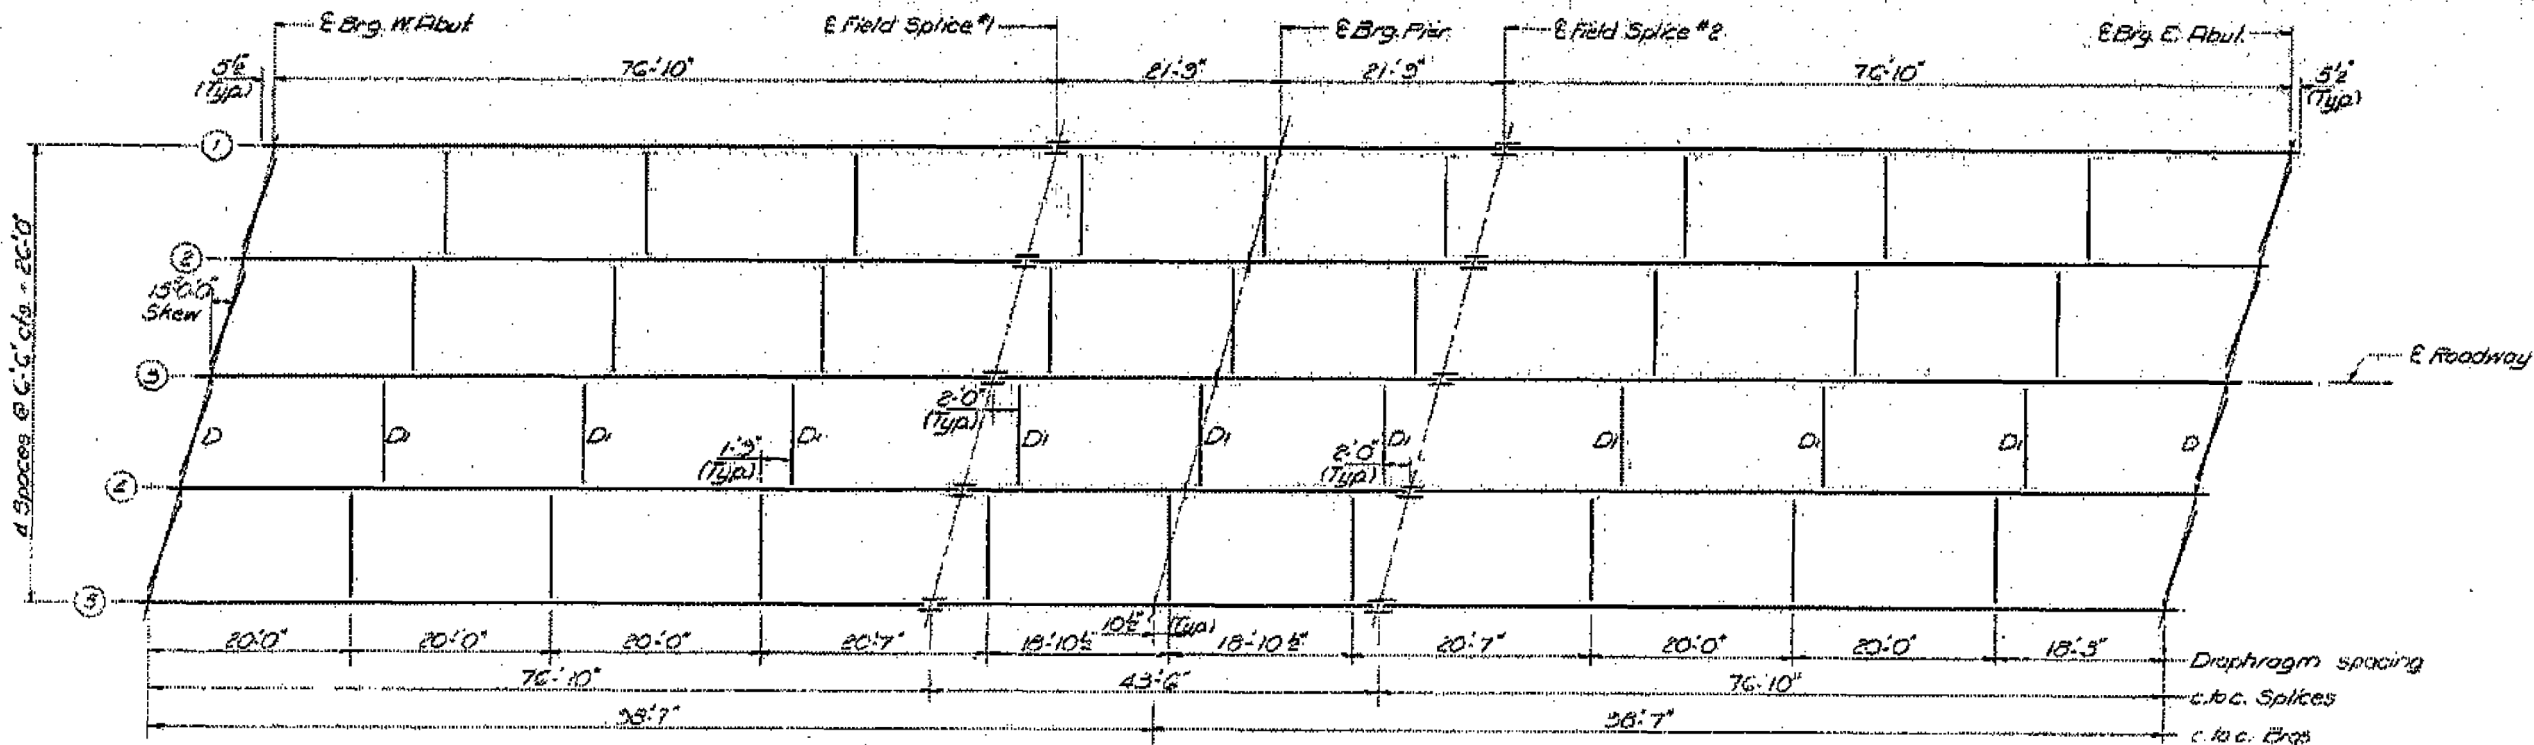 ℄ Brg. W. Abut.
℄ Field Splice #1
℄ Brg. Pier
℄ Field Splice #2
℄ Brg. E. Abut.
5½"
(Typ)
76'-10"
21'-9"
21'-9"
76'-10"
5½"
(Typ)
1
2
15°0'0"
Skew
4 Spaces @ 6'-6" cts = 26'-0"
3
℄ Roadway
2'-0"
(Typ)
D
D1
D1
D1
D1
D1
D1
D1
D1
D1
D
1'-9"
(Typ)
2'-0"
(Typ)
2
3
10½"
(Typ)
20'-0"
20'-0"
20'-0"
20'-7"
18'-10½"
18'-10½"
20'-7"
20'-0"
20'-0"
18'-3"
Diaphragm spacing
76'-10"
43'-6"
76'-10"
c. to c. Splices
98'-7"
98'-7"
c. to c. Brgs